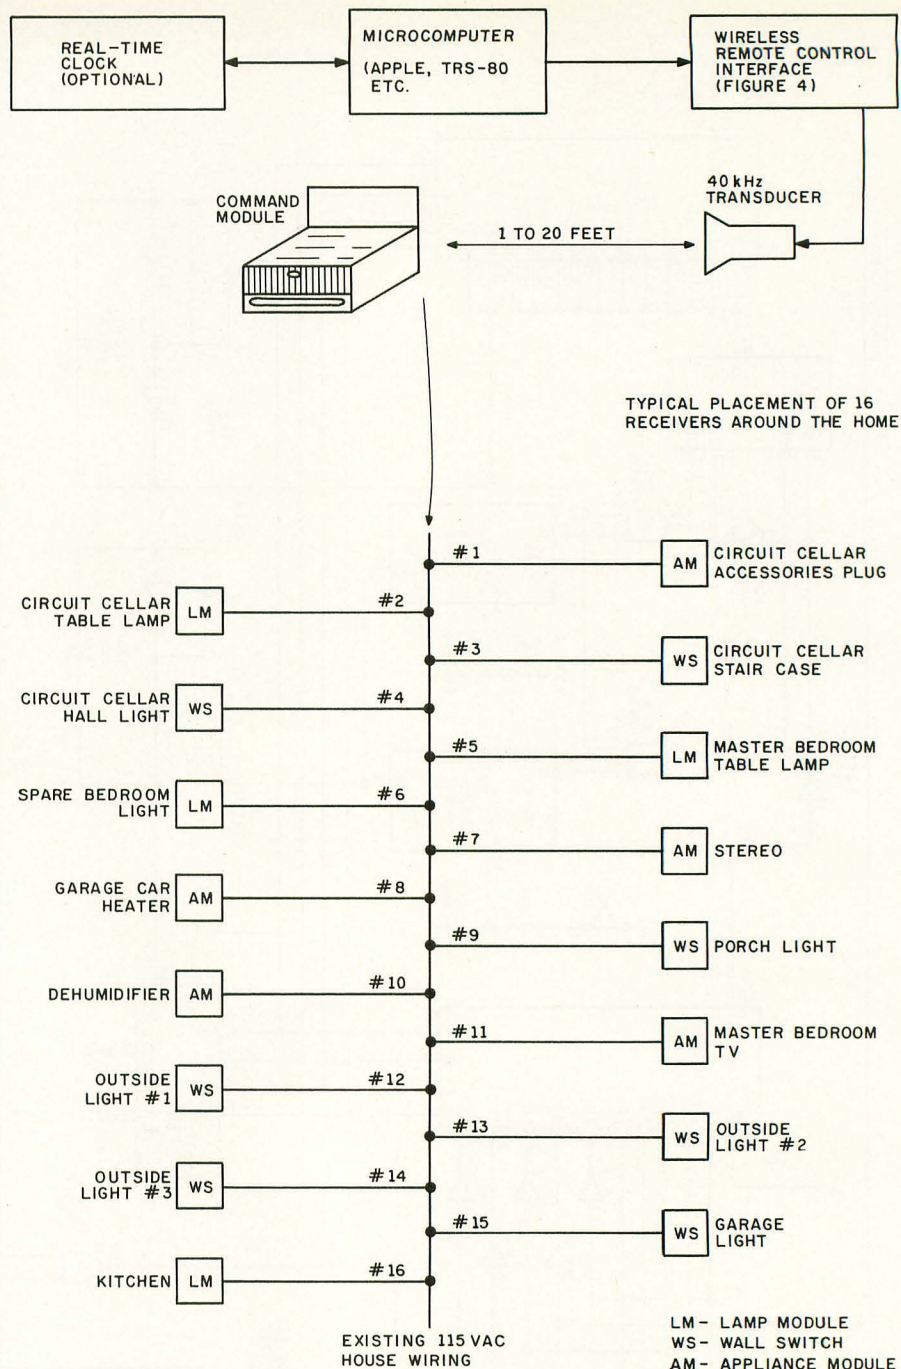 REAL-TIME
CLOCK
(OPTIONAL)
MICROCOMPUTER
(APPLE, TRS-80
ETC.
WIRELESS
REMOTE CONTROL
INTERFACE
(FIGURE 4)
COMMAND
MODULE
1 TO 20 FEET
40 kHz
TRANSDUCER
TYPICAL PLACEMENT OF 16
RECEIVERS AROUND THE HOME
#1
AM
CIRCUIT CELLAR
ACCESSORIES PLUG
CIRCUIT CELLAR
TABLE LAMP
LM
#2
#3
WS
CIRCUIT CELLAR
STAIR CASE
CIRCUIT CELLAR
HALL LIGHT
WS
#4
#5
LM
MASTER BEDROOM
TABLE LAMP
SPARE BEDROOM
LIGHT
LM
#6
#7
AM
STEREO
GARAGE CAR
HEATER
AM
#8
#9
WS
PORCH LIGHT
DEHUMIDIFIER
AM
#10
#11
AM
MASTER BEDROOM
TV
OUTSIDE
LIGHT #1
WS
#12
#13
WS
OUTSIDE
LIGHT #2
OUTSIDE
LIGHT #3
WS
#14
#15
WS
GARAGE
LIGHT
KITCHEN
LM
#16
EXISTING 115 VAC
HOUSE WIRING
LM- LAMP MODULE
WS- WALL SWITCH
AM- APPLIANCE MODULE